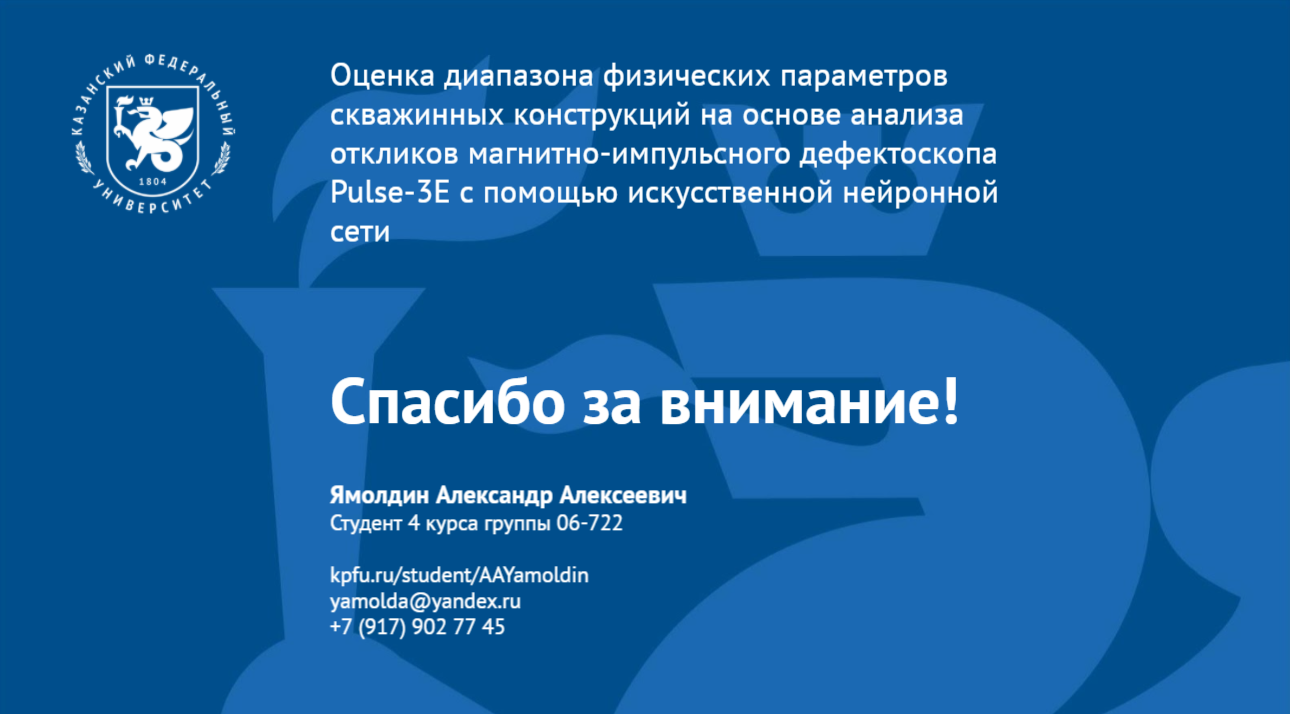 КАЗАНСКИЙ ФЕДЕРАЛЬНЫЙ
УНИВЕРСИТЕТ
1804
Оценка диапазона физических параметров
скважинных конструкций на основе анализа
откликов магнитно-импульсного дефектоскопа
Pulse-3E с помощью искусственной нейронной
сети
Спасибо за внимание!
Ямолдин Александр Алексеевич
Студент 4 курса группы 06-722
kpfu.ru/student/AAYamoldin
yamolda@yandex.ru
+7 (917) 902 77 45